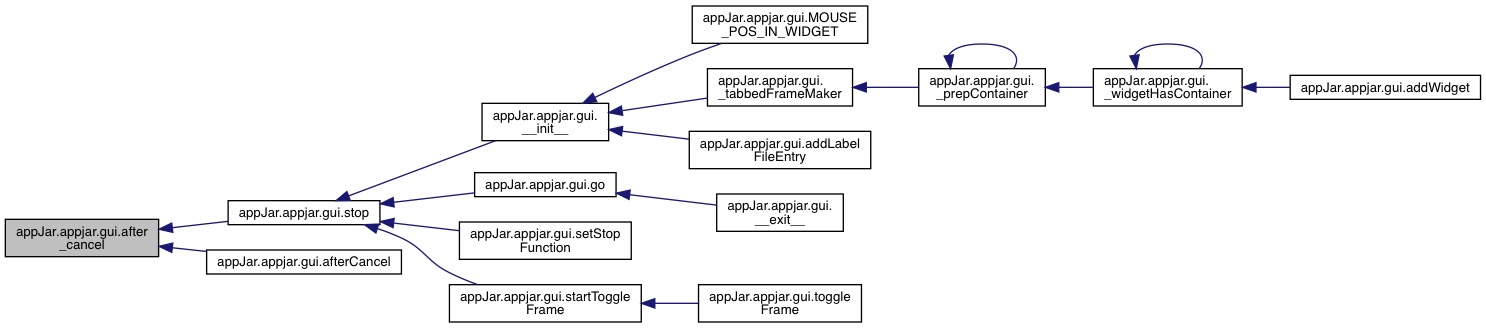 appJar.appjar.gui.MOUSE
_POS_IN_WIDGET
appJar.appjar.gui.
_tabbedFrameMaker
appJar.appjar.gui.
_prepContainer
appJar.appjar.gui.
_widgetHasContainer
appJar.appjar.gui.addWidget
appJar.appjar.gui.
__init__
appJar.appjar.gui.addLabel
FileEntry
appJar.appjar.gui.go
appJar.appjar.gui.
__exit__
appJar.appjar.gui.stop
appJar.appjar.gui.after
_cancel
appJar.appjar.gui.setStop
Function
appJar.appjar.gui.afterCancel
appJar.appjar.gui.startToggle
Frame
appJar.appjar.gui.toggle
Frame